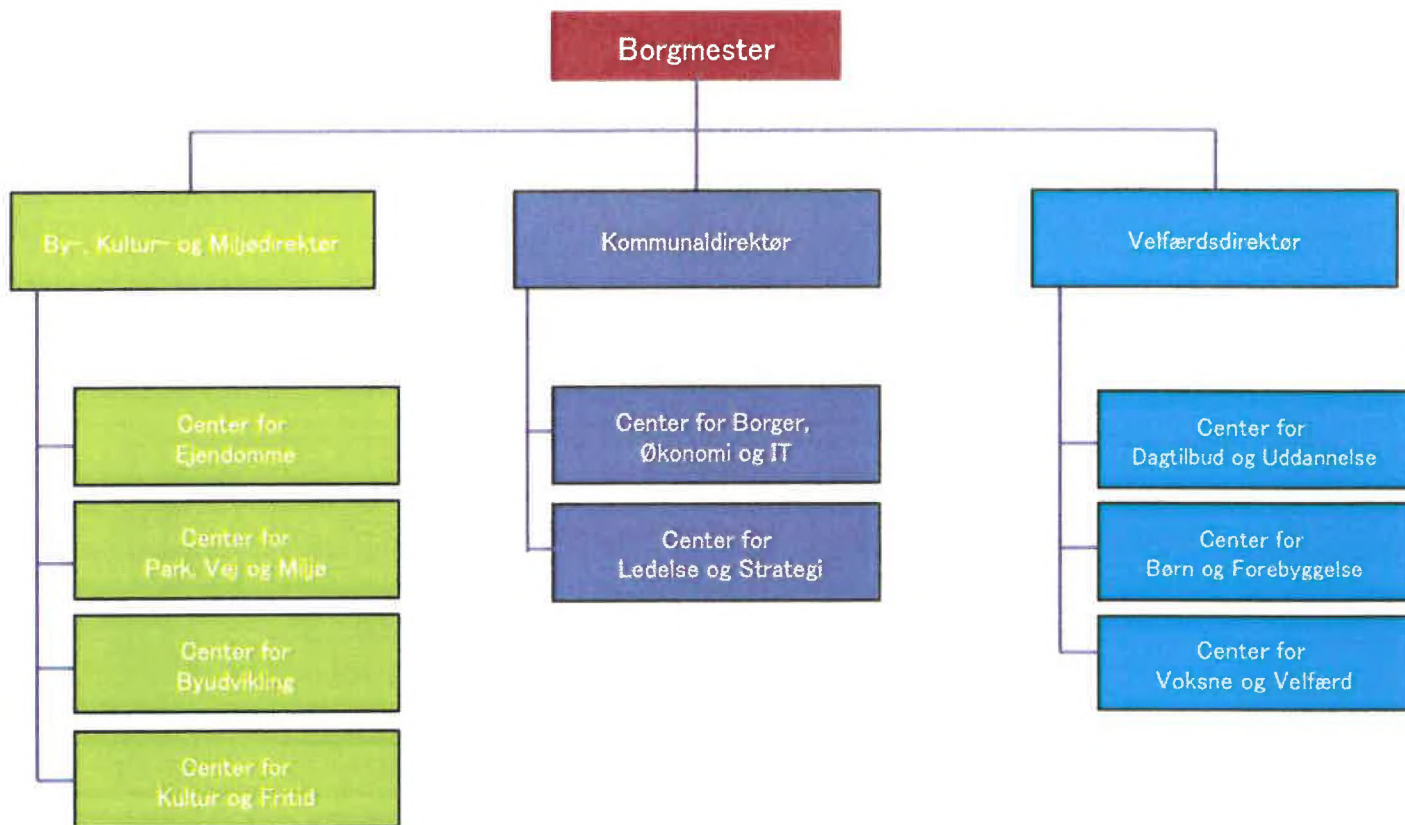 Borgmester
By-, Kultur- og Miljødirektør
Kommunaldirektør
Velfærdsdirektør
Center for
Ejendomme
Center for
Park, Vej og Miljø
Center for
Byudvikling
Center for
Kultur og Fritid
Center for Borger,
Økonomi og IT
Center for
Ledelse og Strategi
Center for
Dagtilbud og Uddannelse
Center for
Børn og Forebyggelse
Center for
Voksne og Velfærd